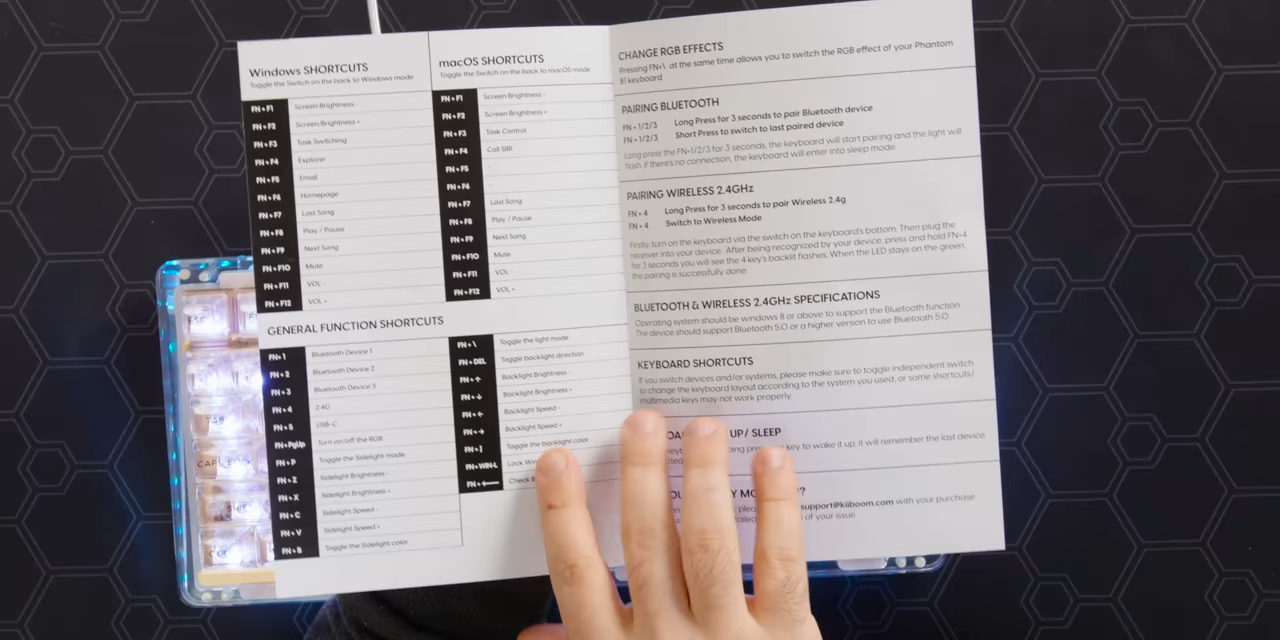 Windows SHORTCUTS
Toggle the Switch on the back to Windows mode
FN+F1 Screen Brightness -
FN+F2 Screen Brightness +
FN+F3 Task Switching
FN+F4 Explorer
FN+F5 Email
FN+F6 Homepage
FN+F7 Last Song
FN+F8 Play / Pause
FN+F9 Next Song
FN+F10 Mute
FN+F11 VOL -
FN+F12 VOL +
macOS SHORTCUTS
Toggle the Switch on the back to macOS mode
FN+F1 Screen Brightness -
FN+F2 Screen Brightness +
FN+F3 Task Control
FN+F4 Call SIRI
FN+F5
FN+F6
FN+F7 Last Song
FN+F8 Play / Pause
FN+F9 Next Song
FN+F10 Mute
FN+F11 VOL -
FN+F12 VOL +
GENERAL FUNCTION SHORTCUTS
FN+1 Bluetooth Device 1
FN+2 Bluetooth Device 2
FN+3 Bluetooth Device 3
FN+4 2.4G
FN+5 USB-C
FN+PgUp Turn on/off the RGB
FN+P Toggle the Sidelight mode
FN+Z Sidelight Brightness -
FN+X Sidelight Brightness +
FN+C Sidelight Speed -
FN+V Sidelight Speed +
FN+B Toggle the Sidelight color
FN+\ Toggle the light mode
FN+DEL Toggle backlight direction
FN+↑ Backlight Brightness -
FN+↓ Backlight Brightness +
FN+← Backlight Speed -
FN+→ Backlight Speed +
FN+] Toggle the backlight color
FN+WIN-L Lock
FN+⟵ Check
CHANGE RGB EFFECTS
Pressing FN+\ at the same time allows you to switch the RGB effect of your Phantom
81 keyboard
PAIRING BLUETOOTH
FN+1/2/3 Long Press for 3 seconds to pair Bluetooth device
FN+1/2/3 Short Press to switch to last paired device
Long press the FN+1/2/3 for 3 seconds, the keyboard will start pairing and the light will
flash. If there's no connection, the keyboard will enter into sleep mode.
PAIRING WIRELESS 2.4GHz
FN+4 Long Press for 3 seconds to pair Wireless 2.4g
FN+4 Switch to Wireless Mode
Firstly, turn on the keyboard via the switch on the keyboard's bottom. Then plug the
receiver into your device. After being recognized by your device, press and hold FN+4
for 3 seconds you will see the 4 key's backlit flashes. When the LED stays on the green,
the pairing is successfully done.
BLUETOOTH & WIRELESS 2.4GHz SPECIFICATIONS
Operating system should be windows 8 or above to support the Bluetooth function
The device should support Bluetooth 5.0 or a higher version to use Bluetooth 5.0.
KEYBOARD SHORTCUTS
If you switch devices and/or systems, please make sure to toggle independent switch
to change the keyboard layout according to the system you used, or some shortcuts/
multimedia keys may not work properly.
UP / SLEEP
key to wake it up, it will remember the last device
support@kiiboom.com with your purchase
of your issue